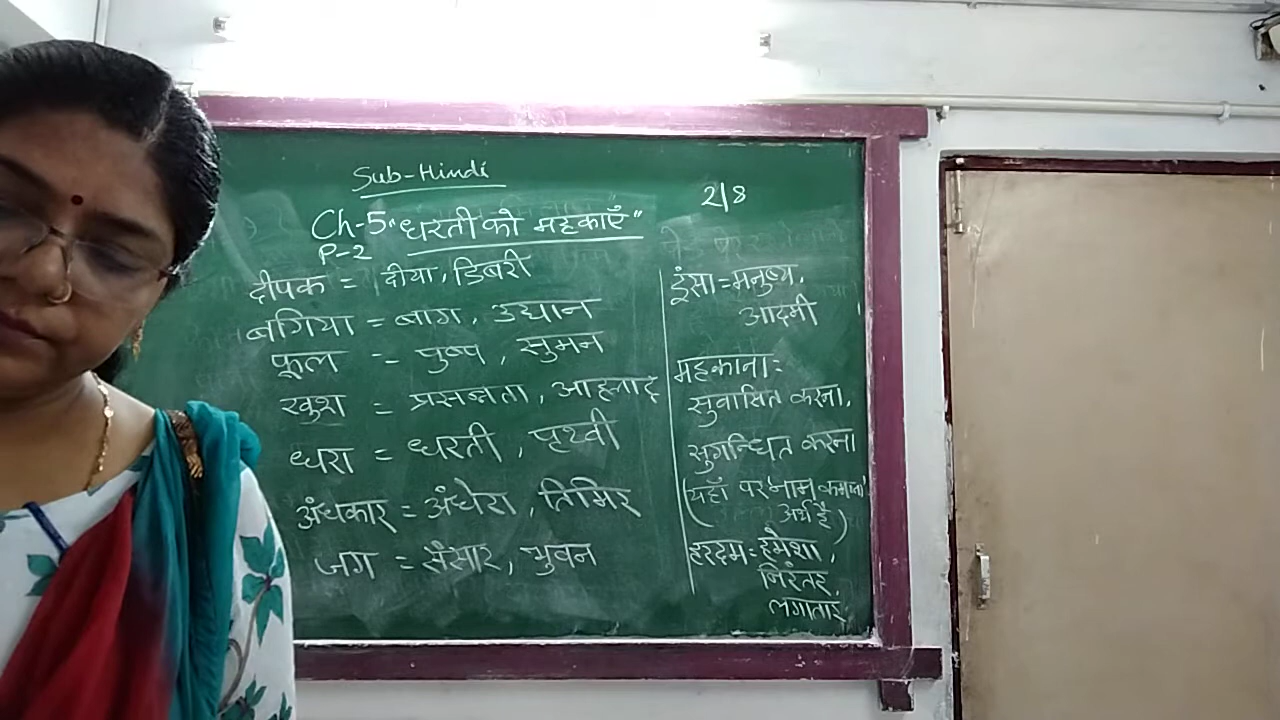 Sub-Hindi
2/8
Ch-5 "धरती को महकाएँ"
P-2
दीपक = दीया, डिबरी
बगिया = बाग, उद्यान
फूल = पुष्प, सुमन
खुश = प्रसन्नता, आह्लाद
धरा = धरती, पृथ्वी
अंधकार = अंधेरा, तिमिर
जग = संसार, भुवन
इंसा = मनुष्य,
आदमी
महकाना =
सुवासित करना,
सुगन्धित करना
(यहाँ पर 'नाम कमाना'
अर्थ है)
हरदम = हमेशा,
निरंतर,
लगातार